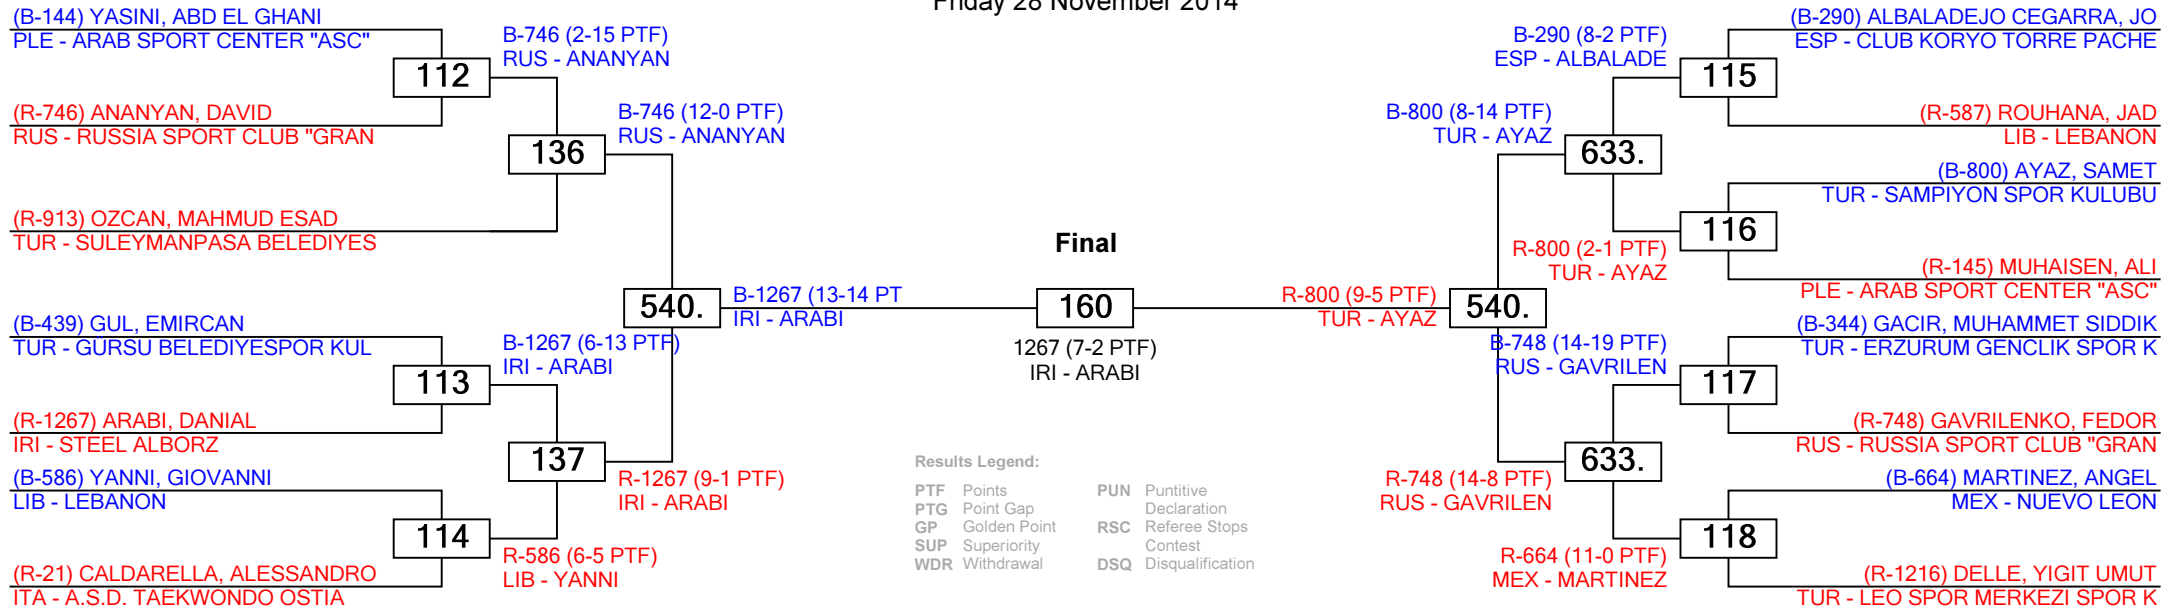 Friday 28 November 2014
(B-144) YASINI, ABD EL GHANI
PLE - ARAB SPORT CENTER "ASC"
112
(R-746) ANANYAN, DAVID
RUS - RUSSIA SPORT CLUB "GRAN
B-746 (2-15 PTF)
RUS - ANANYAN
136
(R-913) OZCAN, MAHMUD ESAD
TUR - SULEYMANPASA BELEDIYES
B-746 (12-0 PTF)
RUS - ANANYAN
540.
(B-439) GUL, EMIRCAN
TUR - GURSU BELEDIYESPOR KUL
113
(R-1267) ARABI, DANIAL
IRI - STEEL ALBORZ
B-1267 (6-13 PTF)
IRI - ARABI
137
(B-586) YANNI, GIOVANNI
LIB - LEBANON
114
(R-21) CALDARELLA, ALESSANDRO
ITA - A.S.D. TAEKWONDO OSTIA
R-586 (6-5 PTF)
LIB - YANNI
R-1267 (9-1 PTF)
IRI - ARABI
B-1267 (13-14 PT
IRI - ARABI
Final
160
1267 (7-2 PTF)
IRI - ARABI
R-800 (9-5 PTF)
TUR - AYAZ
540.
B-290 (8-2 PTF)
ESP - ALBALADE
B-800 (8-14 PTF)
TUR - AYAZ
633.
R-800 (2-1 PTF)
TUR - AYAZ
B-748 (14-19 PTF)
RUS - GAVRILEN
633.
R-748 (14-8 PTF)
RUS - GAVRILEN
R-664 (11-0 PTF)
MEX - MARTINEZ
(B-290) ALBALADEJO CEGARRA, JO
ESP - CLUB KORYO TORRE PACHE
115
(R-587) ROUHANA, JAD
LIB - LEBANON
(B-800) AYAZ, SAMET
TUR - SAMPIYON SPOR KULUBU
116
(R-145) MUHAISEN, ALI
PLE - ARAB SPORT CENTER "ASC"
(B-344) GACIR, MUHAMMET SIDDIK
TUR - ERZURUM GENCLIK SPOR K
117
(R-748) GAVRILENKO, FEDOR
RUS - RUSSIA SPORT CLUB "GRAN
(B-664) MARTINEZ, ANGEL
MEX - NUEVO LEON
118
(R-1216) DELLE, YIGIT UMUT
TUR - LEO SPOR MERKEZI SPOR K
Results Legend:
PTF Points
PTG Point Gap
GP Golden Point
SUP Superiority
WDR Withdrawal
PUN Puntitive
Declaration
RSC Referee Stops
Contest
DSQ Disqualification